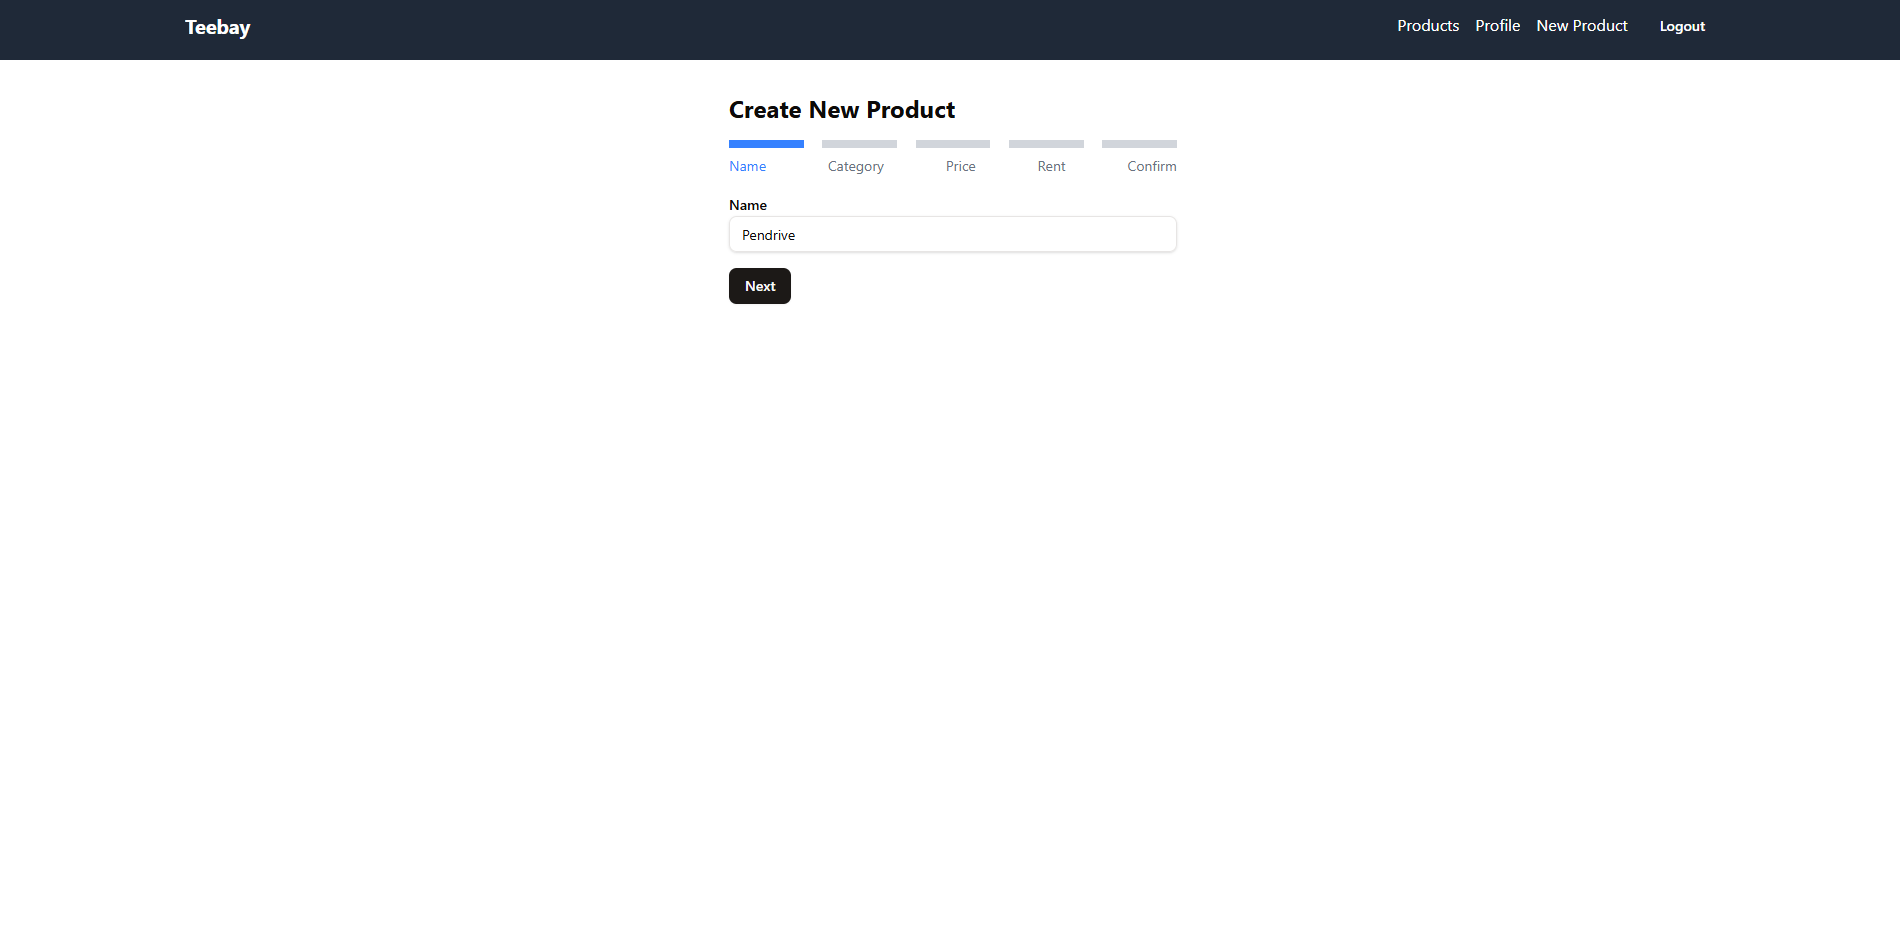 Teebay Products Profile New Product Logout
Create New Product
Name Category Price Rent Confirm
Name
Pendrive
Next